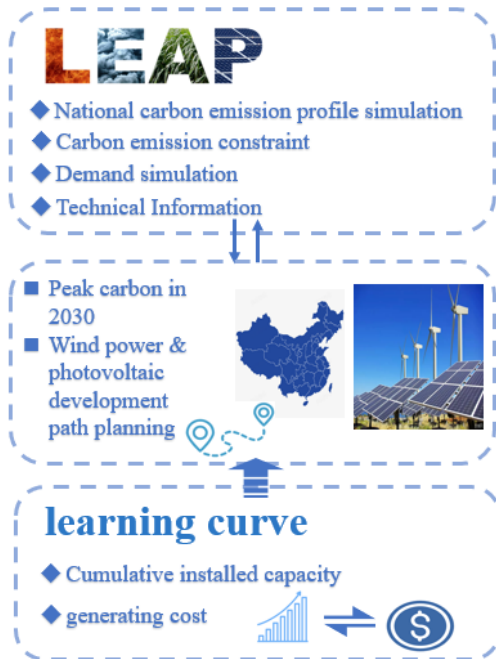 LEAP
National carbon emission profile simulation
Carbon emission constraint
Demand simulation
Technical Information
Peak carbon in
2030
Wind power &
photovoltaic
development
path planning
learning curve
Cumulative installed capacity
generating cost
$